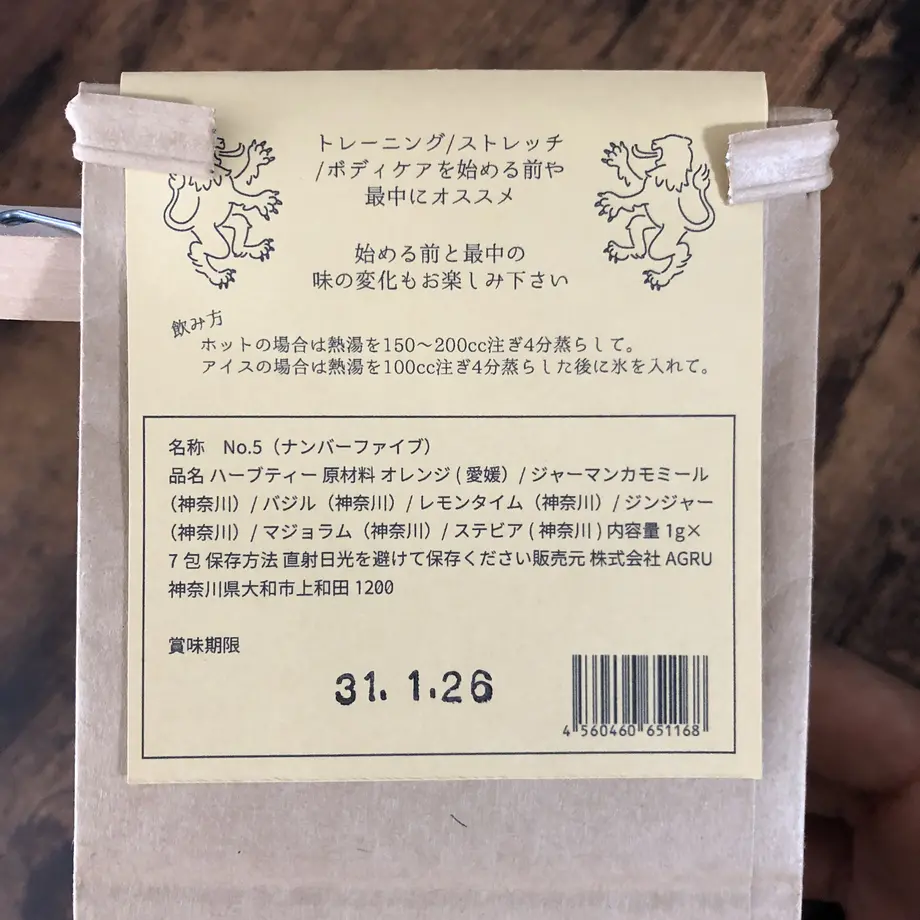 トレーニング/ストレッチ
/ボディケアを始める前や
最中にオススメ
始める前と最中の
味の変化もお楽しみ下さい
飲み方
ホットの場合は熱湯を150～200cc注ぎ4分蒸らして。
アイスの場合は熱湯を100cc注ぎ4分蒸らした後に氷を入れて。
名称　No.5（ナンバーファイブ）
品名 ハーブティー 原材料 オレンジ ( 愛媛）/ ジャーマンカモミール
（神奈川）/ バジル（神奈川）/ レモンタイム（神奈川）/ ジンジャー
（神奈川）/ マジョラム（神奈川）/ ステビア ( 神奈川 ) 内容量 1g×
7 包 保存方法 直射日光を避けて保存ください販売元 株式会社 AGRU
神奈川県大和市上和田 1200
賞味期限
31. 1.26
4 560460 651168